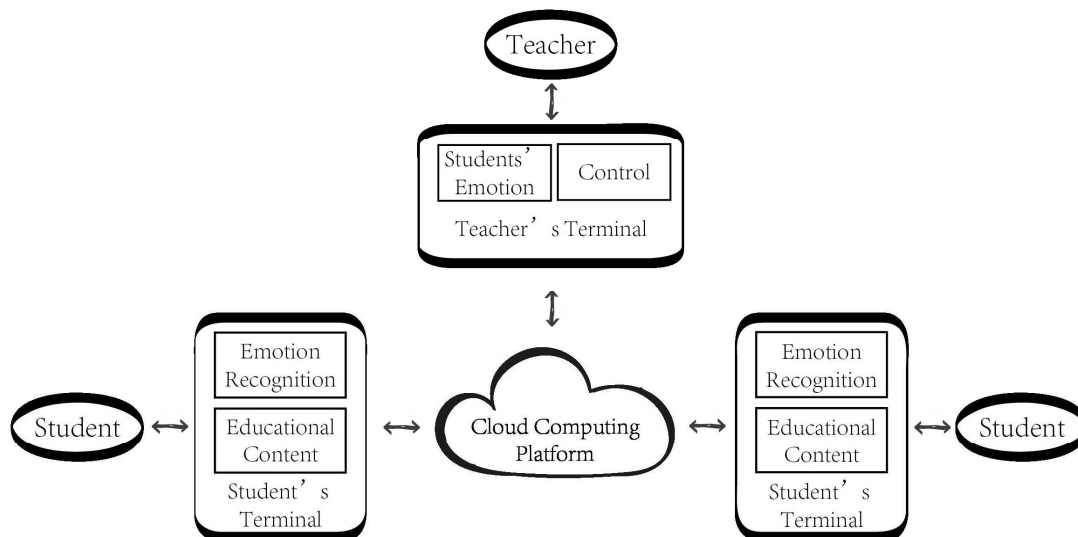 Teacher
Students’
Emotion
Control
Teacher’s Terminal
Emotion
Recognition
Educational
Content
Student’s
Terminal
Student
Cloud Computing
Platform
Emotion
Recognition
Educational
Content
Student’s
Terminal
Student